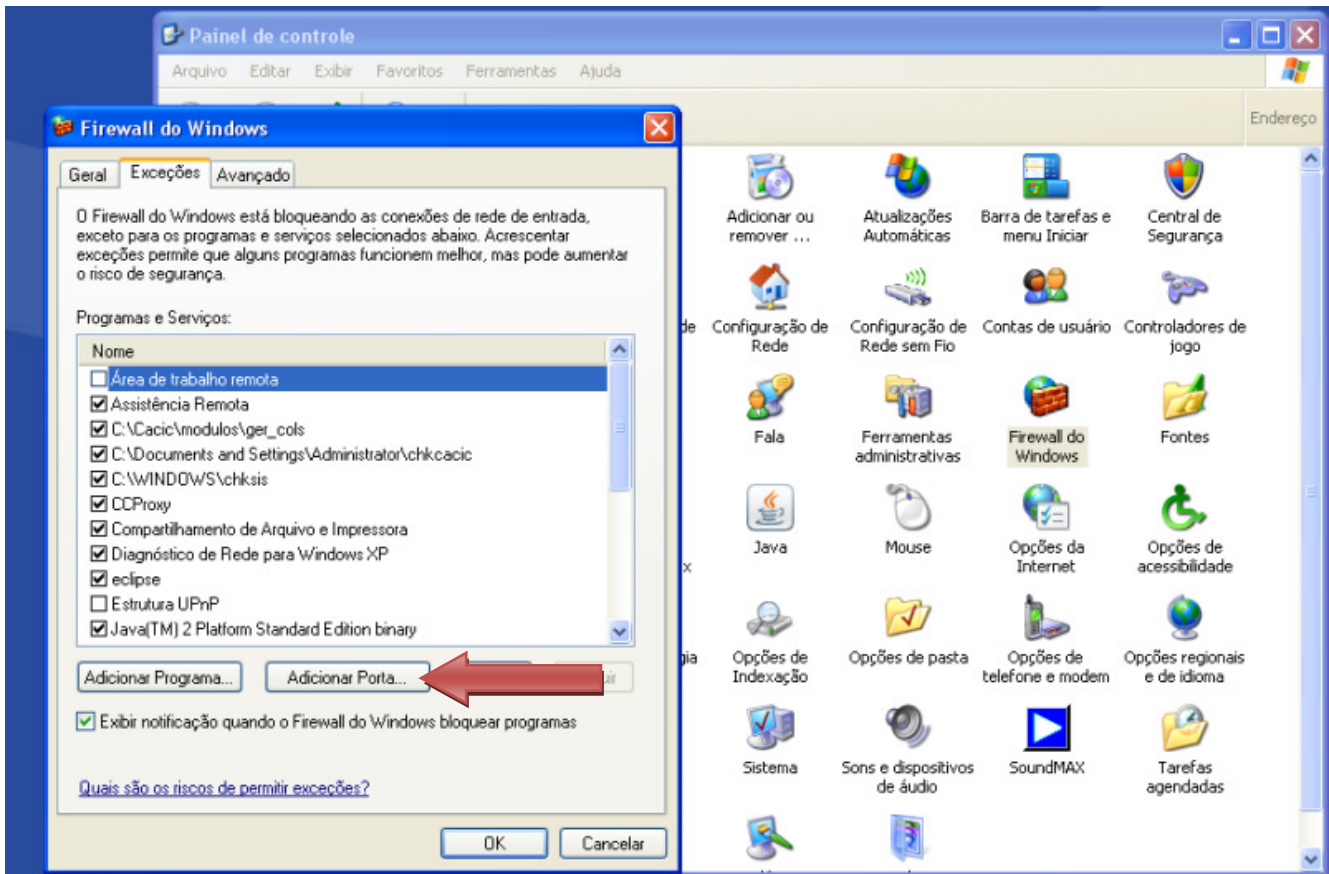 Painel de controle
Arquivo Editar Exibir Favoritos Ferramentas Ajuda
Endereço
Firewall do Windows
Geral Exceções Avançado
O Firewall do Windows está bloqueando as conexões de rede de entrada,
exceto para os programas e serviços selecionados abaixo. Acrescentar
exceções permite que alguns programas funcionem melhor, mas pode aumentar
o risco de segurança.
Programas e Serviços:
Nome
Área de trabalho remota
Assistência Remota
C:\Cacic\modulos\ger_cols
C:\Documents and Settings\Administrator\chkcacic
C:\WINDOWS\chksis
CCProxy
Compartilhamento de Arquivo e Impressora
Diagnóstico de Rede para Windows XP
eclipse
Estrutura UPnP
Java(TM) 2 Platform Standard Edition binary
Adicionar Programa... Adicionar Porta...
Exibir notificação quando o Firewall do Windows bloquear programas
Quais são os riscos de permitir exceções?
OK Cancelar
Adicionar ou
remover ...
Atualizações
Automáticas
Barra de tarefas e
menu Iniciar
Central de
Segurança
Configuração de
Rede
Configuração de
Rede sem Fio
Contas de usuário
Controladores de
jogo
Fala
Ferramentas
administrativas
Firewall do
Windows
Fontes
Java
Mouse
Opções da
Internet
Opções de
acessibilidade
Opções de
Indexação
Opções de pasta
Opções de
telefone e modem
Opções regionais
e de idioma
Sistema
Sons e dispositivos
de áudio
SoundMAX
Tarefas
agendadas